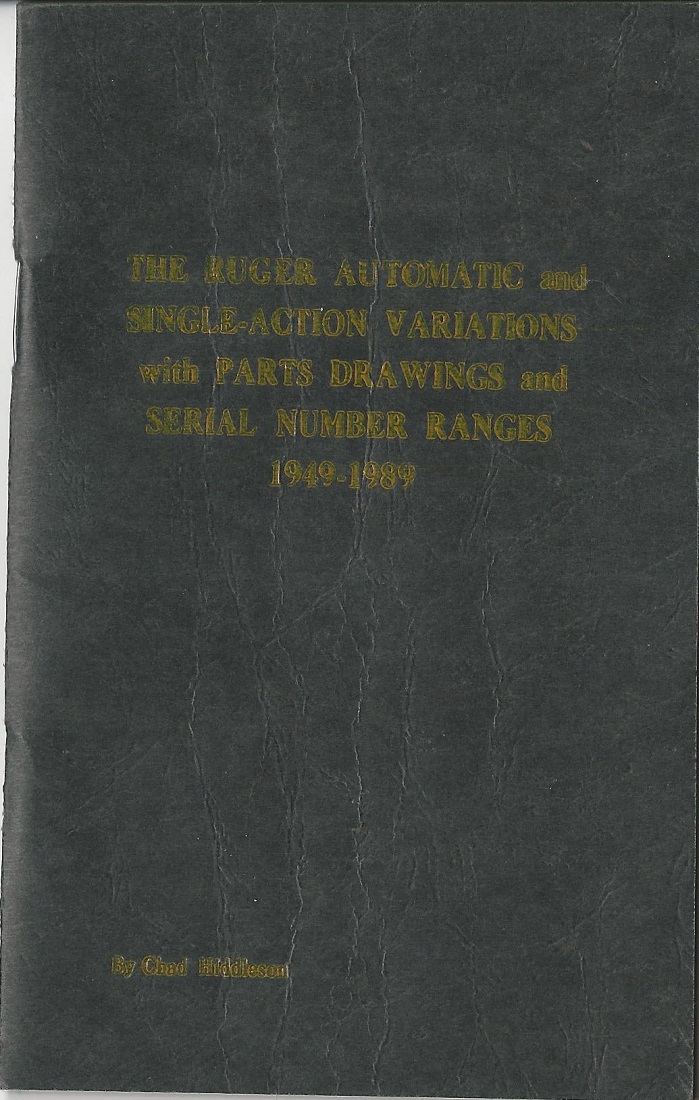 THE RUGER AUTOMATIC and
SINGLE-ACTION VARIATIONS
with PARTS DRAWINGS and
SERIAL NUMBER RANGES
1949-1989
By Chad Hiddleson